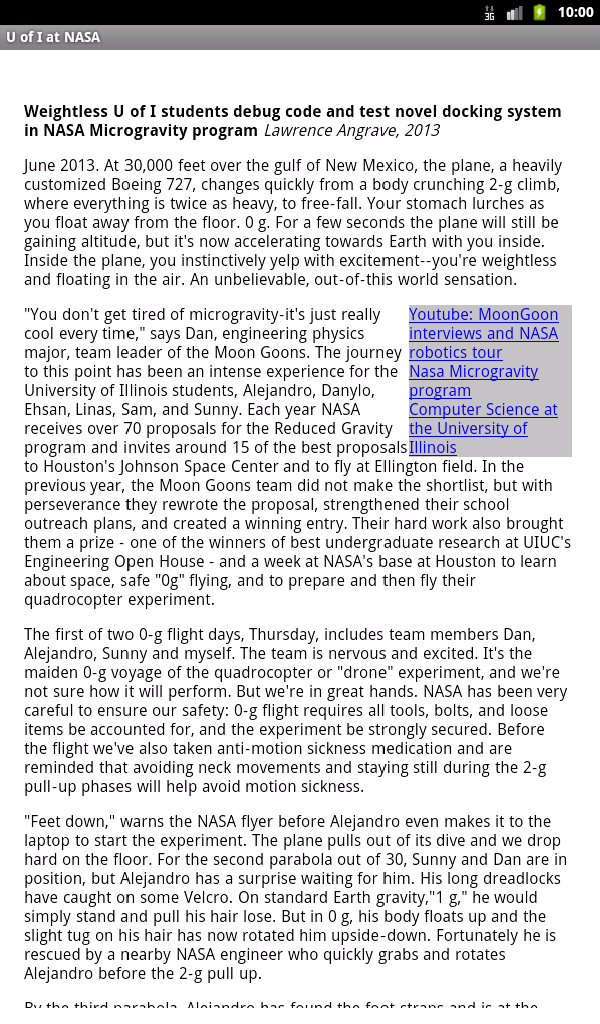 3G 10:00
U of I at NASA
Weightless U of I students debug code and test novel docking system
in NASA Microgravity program Lawrence Angrave, 2013
June 2013. At 30,000 feet over the gulf of New Mexico, the plane, a heavily
customized Boeing 727, changes quickly from a body crunching 2-g climb,
where everything is twice as heavy, to free-fall. Your stomach lurches as
you float away from the floor. 0 g. For a few seconds the plane will still be
gaining altitude, but it's now accelerating towards Earth with you inside.
Inside the plane, you instinctively yelp with excitement--you're weightless
and floating in the air. An unbelievable, out-of-this world sensation.
"You don't get tired of microgravity-it's just really
cool every time," says Dan, engineering physics
major, team leader of the Moon Goons. The journey
to this point has been an intense experience for the
University of Illinois students, Alejandro, Danylo,
Ehsan, Linas, Sam, and Sunny. Each year NASA
receives over 70 proposals for the Reduced Gravity
program and invites around 15 of the best proposals
Youtube: MoonGoon
interviews and NASA
robotics tour
Nasa Microgravity
program
Computer Science at
the University of
Illinois
to Houston's Johnson Space Center and to fly at Ellington field. In the
previous year, the Moon Goons team did not make the shortlist, but with
perseverance they rewrote the proposal, strengthened their school
outreach plans, and created a winning entry. Their hard work also brought
them a prize - one of the winners of best undergraduate research at UIUC's
Engineering Open House - and a week at NASA's base at Houston to learn
about space, safe "0g" flying, and to prepare and then fly their
quadrocopter experiment.
The first of two 0-g flight days, Thursday, includes team members Dan,
Alejandro, Sunny and myself. The team is nervous and excited. It's the
maiden 0-g voyage of the quadrocopter or "drone" experiment, and we're
not sure how it will perform. But we're in great hands. NASA has been very
careful to ensure our safety: 0-g flight requires all tools, bolts, and loose
items be accounted for, and the experiment be strongly secured. Before
the flight we've also taken anti-motion sickness medication and are
reminded that avoiding neck movements and staying still during the 2-g
pull-up phases will help avoid motion sickness.
"Feet down," warns the NASA flyer before Alejandro even makes it to the
laptop to start the experiment. The plane pulls out of its dive and we drop
hard on the floor. For the second parabola out of 30, Sunny and Dan are in
position, but Alejandro has a surprise waiting for him. His long dreadlocks
have caught on some Velcro. On standard Earth gravity,"1 g," he would
simply stand and pull his hair lose. But in 0 g, his body floats up and the
slight tug on his hair has now rotated him upside-down. Fortunately he is
rescued by a nearby NASA engineer who quickly grabs and rotates
Alejandro before the 2-g pull up.
By the third parabola, Alejandro has found the foot straps and is at the